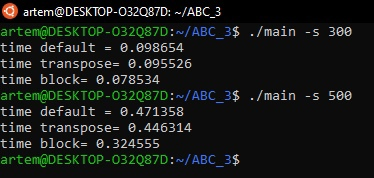 artem@DESKTOP-O32Q87D: ~/ABC_3
artem@DESKTOP-O32Q87D:~/ABC_3$ ./main -s 300
time default = 0.098654
time transpose= 0.095526
time block= 0.078534
artem@DESKTOP-O32Q87D:~/ABC_3$ ./main -s 500
time default = 0.471358
time transpose= 0.446314
time block= 0.324555
artem@DESKTOP-O32Q87D:~/ABC_3$